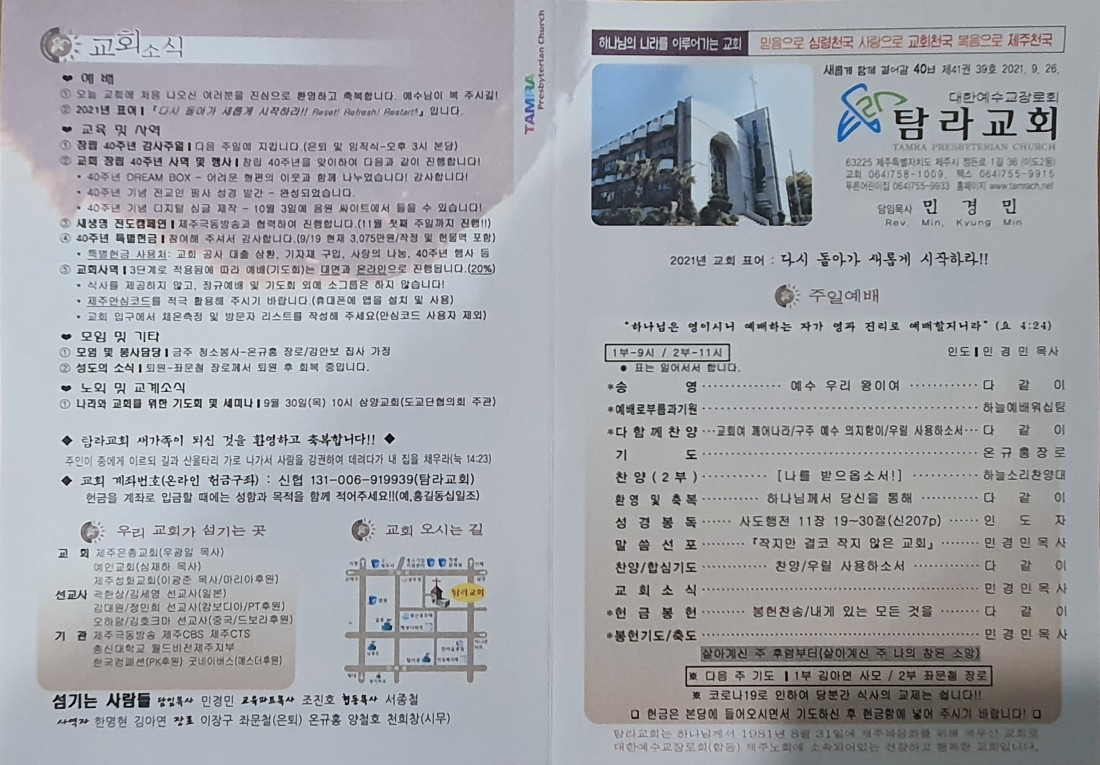 교회소식
❤ 예 배
① 오늘 교회에 처음 나오신 여러분을 진심으로 환영하고 축복합니다. 예수님이 복 주시길!
② 2021년 표어 | 『다시 돌아가 새롭게 시작하라!! Reset! Refresh! Restart!』 입니다.
❤ 교육 및 사역
① 창립 40주년 감사주일 | 다음 주일에 지킵니다.(은퇴 및 임직식-오후 3시 본당)
② 교회 창립 40주년 사역 및 행사 | 창립 40주년을 맞이하여 다음과 같이 진행합니다!
• 40주년 DREAM BOX - 어려운 형편의 이웃과 함께 나누었습니다! 감사합니다!
• 40주년 기념 전교인 필사 성경 발간 - 완성되었습니다.
• 40주년 기념 디지털 싱글 제작 - 10월 3일에 음원 싸이트에서 들을 수 있습니다!
③ 새생명 전도캠페인 | 제주극동방송과 협력하여 진행합니다.(11월 첫째 주일까지 진행!!)
④ 40주년 특별헌금 | 참여해 주셔서 감사합니다.(9/19 현재 3,075만원/작정 및 현물액 포함)
• 특별헌금 사용처: 교회 공사 대출 상환, 기자재 구입, 사랑의 나눔, 40주년 행사 등
⑤ 교회사역 | 3단계로 적용됨에 따라 예배(기도회)는 대면과 온라인으로 진행됩니다.(20%)
• 식사를 제공하지 않고, 정규예배 및 기도회 외에 소그룹은 하지 않습니다!
• 제주안심코드를 적극 활용해 주시기 바랍니다.(휴대폰에 앱을 설치 및 사용)
• 교회 입구에서 체온측정 및 방문자 리스트를 작성해 주세요(안심코드 사용자 제외)
❤ 모임 및 기타
① 모임 및 봉사담당 | 금주 청소봉사-온규흥 장로/강안보 집사 가정
② 성도의 소식 | 퇴원-좌문철 장로께서 퇴원 후 회복 중입니다.
❤ 노회 및 교계소식
① 나라와 교회를 위한 기도회 및 세미나 | 9월 30일(목) 10시 삼양교회(도교단협의회 주관)
◆ 탐라교회 새가족이 되신 것을 환영하고 축복합니다!! ◆
주인이 종에게 이르되 길과 산울타리 가로 나가서 사람을 강권하여 데려다가 내 집을 채우라(눅 14:23)
◆ 교회 계좌번호(온라인 헌금구좌) : 신협 131-006-919939(탐라교회)
헌금을 계좌로 입금할 때에는 성함과 목적을 함께 적어주세요!!(예,홍길동십일조)
우리 교회가 섬기는 곳
교 회 제주은총교회(우광일 목사)
예인교회(심재하 목사)
제주성화교회(이광준 목사/마리아후원)
선교사 곽한상/김세영 선교사(일본)
김대원/정민희 선교사(캄보디아/PT후원)
오하람/김호크마 선교사(중국/드보라후원)
기 관 제주극동방송 제주CBS 제주CTS
총신대학교 월드비전제주지부
한국컴패션(PK후원) 굿네이버스(에스더후원)
교회 오시는 길
탐라교회
섬기는 사람들 담임목사 민경민 교육파트목사 조진호 협동목사 서종철
사역자 한명현 김아연 장로 이장구 좌문철(은퇴) 온규흥 양철호 천희창(시무)
TAMRA Presbyterian Church
하나님의 나라를 이루어가는 교회 믿음으로 심령천국 사랑으로 교회천국 복음으로 제주천국
새롭게 함께 걸어갈 40년 제41권 39호 2021. 9. 26.
대한예수교장로회
탐라교회
TAMRA PRESBYTERIAN CHURCH
63225 제주특별자치도 제주시 정든로 1길 36 (이도2동)
교회 064)758-1009, 팩스 064)755-9915
푸른어린이집 064)755-9933 홈페이지 www.tamrach.net
담임목사 민 경 민
Rev. Min, Kyung Min
2021년 교회 표어 : 다시 돌아가 새롭게 시작하라!!
주일예배
"하나님은 영이시니 예배하는 자가 영과 진리로 예배할지니라" (요 4:24)
1부-9시 / 2부-11시 인도 | 민 경 민 목사
● 표는 일어서서 합니다.
*송 영 예수 우리 왕이여 다 같 이
*예배로부름과기원 하늘예배워십팀
*다 함께 찬양 교회여 깨어나라/구주 예수 의지함이/우릴 사용하소서 다 같 이
기 도 온 규 흥 장 로
찬 양 ( 2 부 ) [나를 받으옵소서!] 하늘소리찬양대
환 영 및 축 복 하나님께서 당신을 통해 다 같 이
성 경 봉 독 사도행전 11장 19~30절(신207p) 인 도 자
말 씀 선 포 『작지만 결코 작지 않은 교회』 민 경 민 목 사
찬양/합심기도 찬양/우릴 사용하소서 다 같 이
교 회 소 식 민 경 민 목 사
*헌 금 봉 헌 봉헌찬송/내게 있는 모든 것을 다 같 이
*봉헌기도/축도 민 경 민 목 사
살아계신 주 후렴부터(살아계신 주 나의 참된 소망)
※ 다음 주 기도 | 1부 김아연 사모 / 2부 좌문철 장로
※ 코로나19로 인하여 당분간 식사의 교제는 쉽니다!!
□ 헌금은 본당에 들어오시면서 기도하신 후 헌금함에 넣어 주시기 바랍니다! □
탐라교회는 하나님께서 1981년 8월 31일에 제주복음화를 위해 세우신 교회로
대한예수교장로회(합동) 제주노회에 소속되어있는 건강하고 행복한 교회입니다.